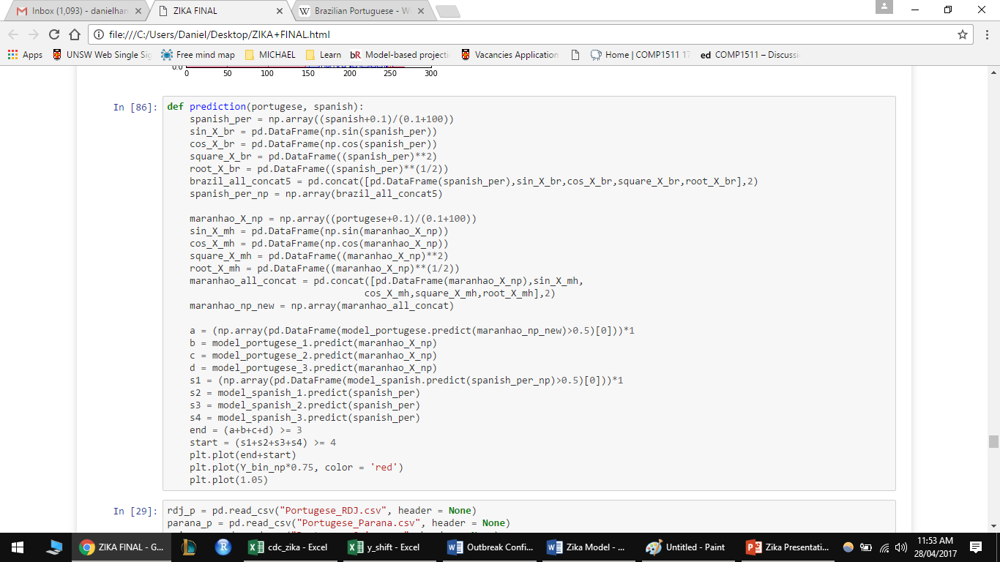 Inbox (1,093) - danielhan
ZIKA FINAL
Brazilian Portuguese - W
file:///C:/Users/Daniel/Desktop/ZIKA+FINAL.html
Apps UNSW Web Single Sig Free mind map MICHAEL Learn bR Model-based projecti Vacancies Application Home | COMP1511 17 ed COMP1511 – Discussi
0.0
0 50 100 150 200 250 300
In [86]:
def prediction(portugese, spanish):
    spanish_per = np.array((spanish+0.1)/(0.1+100))
    sin_X_br = pd.DataFrame(np.sin(spanish_per))
    cos_X_br = pd.DataFrame(np.cos(spanish_per))
    square_X_br = pd.DataFrame((spanish_per)**2)
    root_X_br = pd.DataFrame((spanish_per)**(1/2))
    brazil_all_concat5 = pd.concat([pd.DataFrame(spanish_per),sin_X_br,cos_X_br,square_X_br,root_X_br],2)
    spanish_per_np = np.array(brazil_all_concat5)
    maranhao_X_np = np.array((portugese+0.1)/(0.1+100))
    sin_X_mh = pd.DataFrame(np.sin(maranhao_X_np))
    cos_X_mh = pd.DataFrame(np.cos(maranhao_X_np))
    square_X_mh = pd.DataFrame((maranhao_X_np)**2)
    root_X_mh = pd.DataFrame((maranhao_X_np)**(1/2))
    maranhao_all_concat = pd.concat([pd.DataFrame(maranhao_X_np),sin_X_mh,
                                   cos_X_mh,square_X_mh,root_X_mh],2)
    maranhao_np_new = np.array(maranhao_all_concat)
    a = (np.array(pd.DataFrame(model_portugese.predict(maranhao_np_new)>0.5)[0]))*1
    b = model_portugese_1.predict(maranhao_X_np)
    c = model_portugese_2.predict(maranhao_X_np)
    d = model_portugese_3.predict(maranhao_X_np)
    s1 = (np.array(pd.DataFrame(model_spanish.predict(spanish_per_np)>0.5)[0]))*1
    s2 = model_spanish_1.predict(spanish_per)
    s3 = model_spanish_2.predict(spanish_per)
    s4 = model_spanish_3.predict(spanish_per)
    end = (a+b+c+d) >= 3
    start = (s1+s2+s3+s4) >= 4
    plt.plot(end+start)
    plt.plot(Y_bin_np*0.75, color = 'red')
    plt.plot(1.05)
In [29]:
rdj_p = pd.read_csv("Portugese_RDJ.csv", header = None)
parana_p = pd.read_csv("Portugese_Parana.csv", header = None)
ZIKA FINAL - G... cdc_zika - Excel y_shift - Excel Outbreak Confi... Zika Model - ... Untitled - Paint Zika Presentati...
11:53 AM
28/04/2017